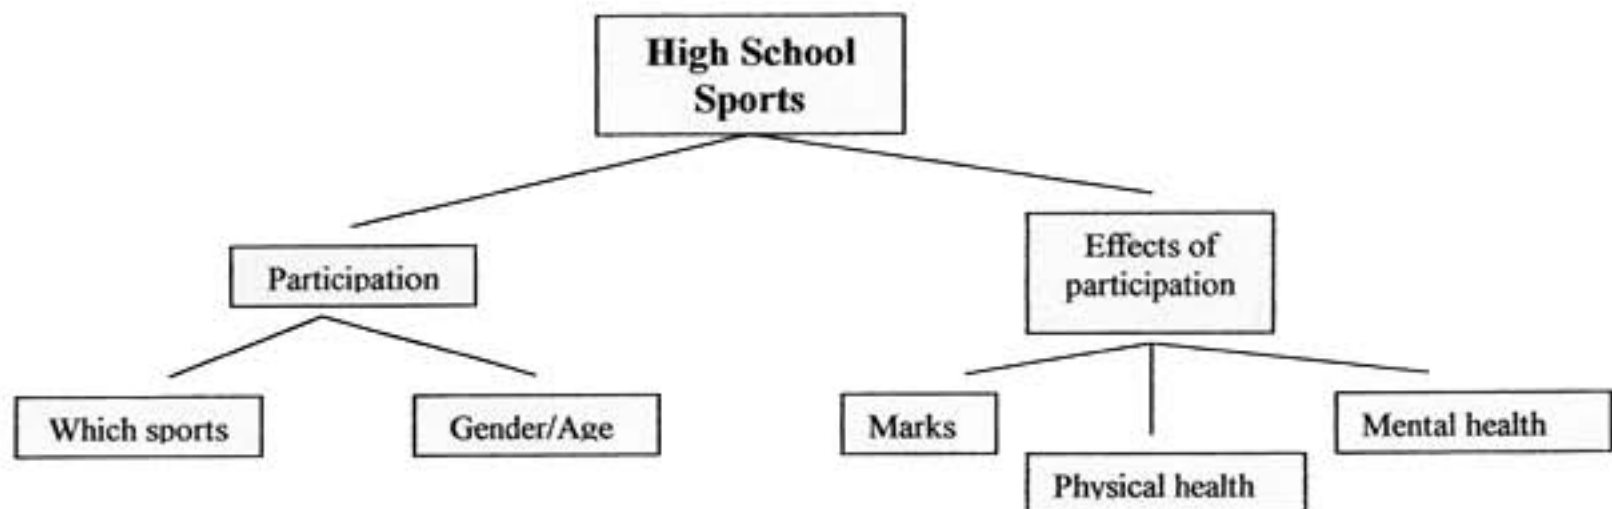 High School
Sports
Participation
Effects of
participation
Which sports
Gender/Age
Marks
Mental health
Physical health